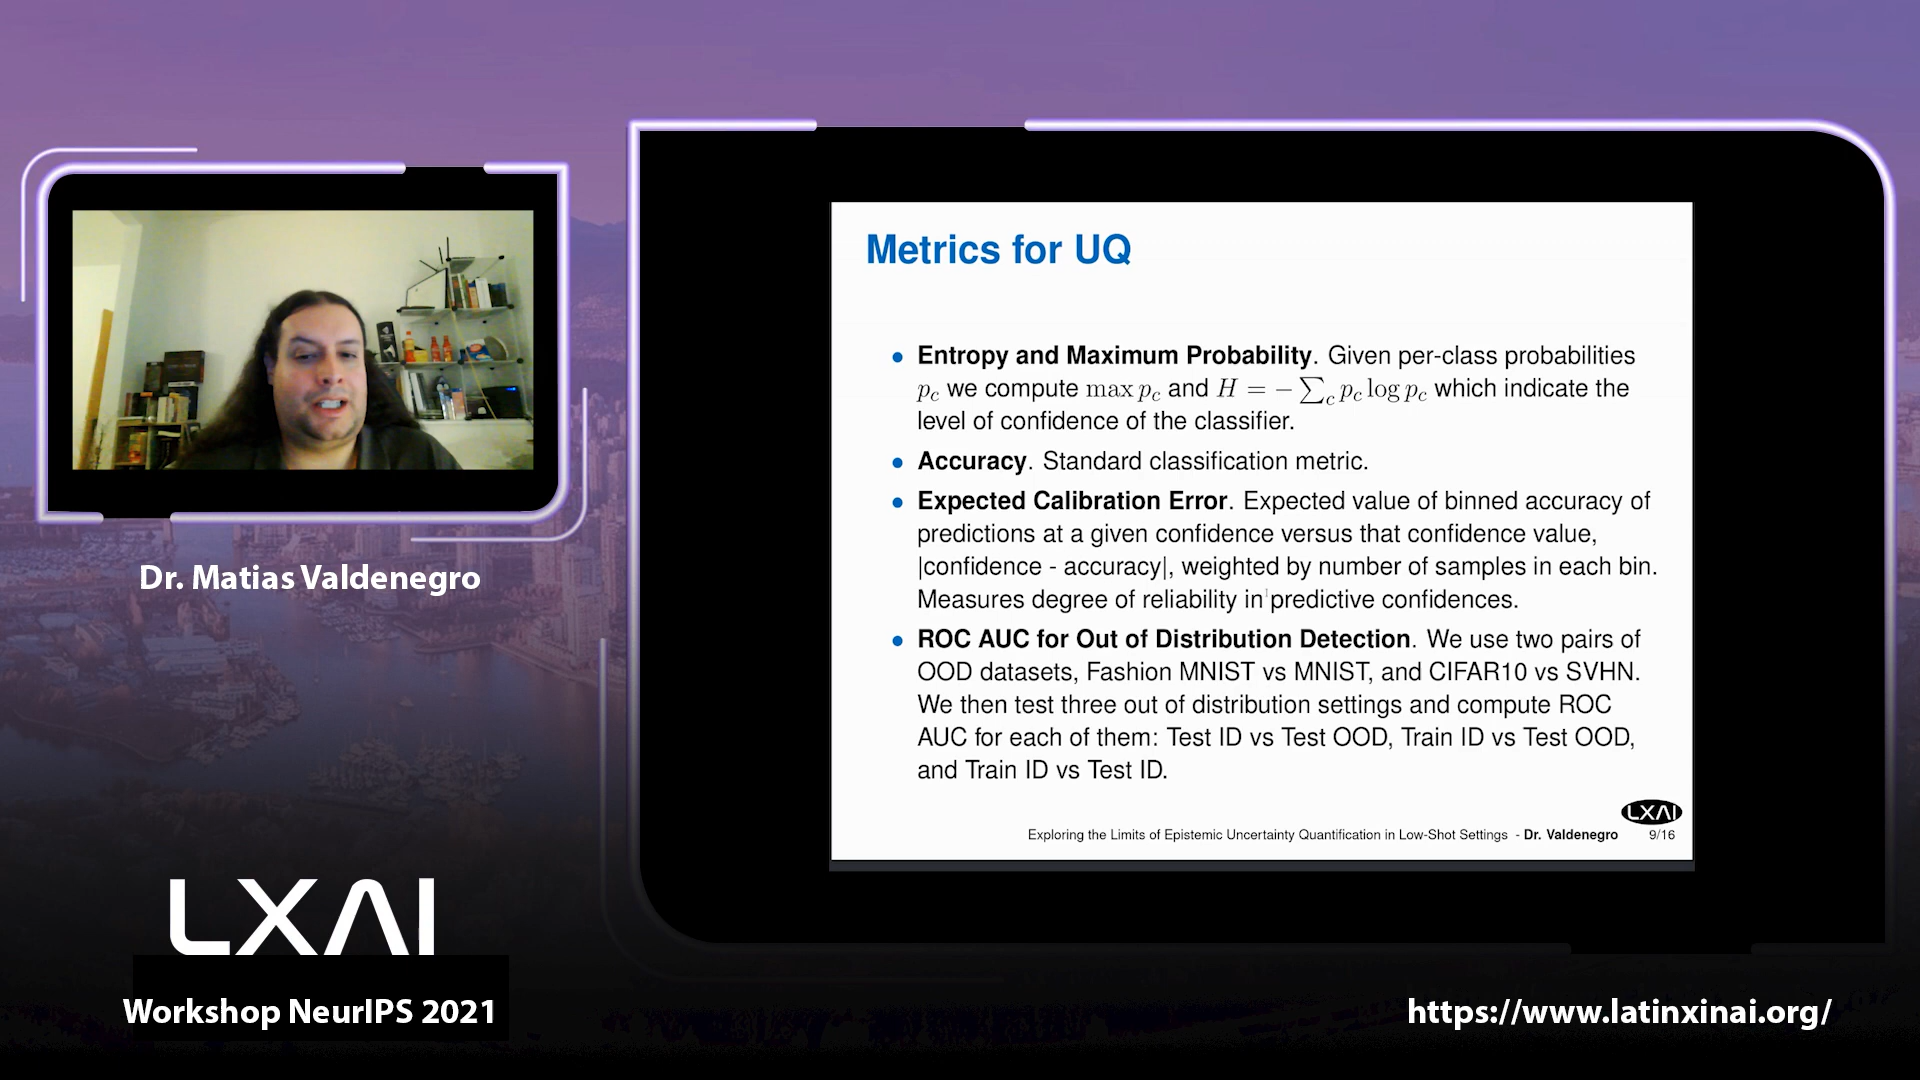 Metrics for UQ
• Entropy and Maximum Probability. Given per-class probabilities
p_c we compute max p_c and H = − ∑_c p_c log p_c which indicate the
level of confidence of the classifier.
• Accuracy. Standard classification metric.
• Expected Calibration Error. Expected value of binned accuracy of
predictions at a given confidence versus that confidence value,
|confidence - accuracy|, weighted by number of samples in each bin.
Measures degree of reliability in predictive confidences.
• ROC AUC for Out of Distribution Detection. We use two pairs of
OOD datasets, Fashion MNIST vs MNIST, and CIFAR10 vs SVHN.
We then test three out of distribution settings and compute ROC
AUC for each of them: Test ID vs Test OOD, Train ID vs Test OOD,
and Train ID vs Test ID.
LXAI
Exploring the Limits of Epistemic Uncertainty Quantification in Low-Shot Settings - Dr. Valdenegro 9/16
Dr. Matias Valdenegro
LXAI
Workshop NeurIPS 2021
https://www.latinxinai.org/